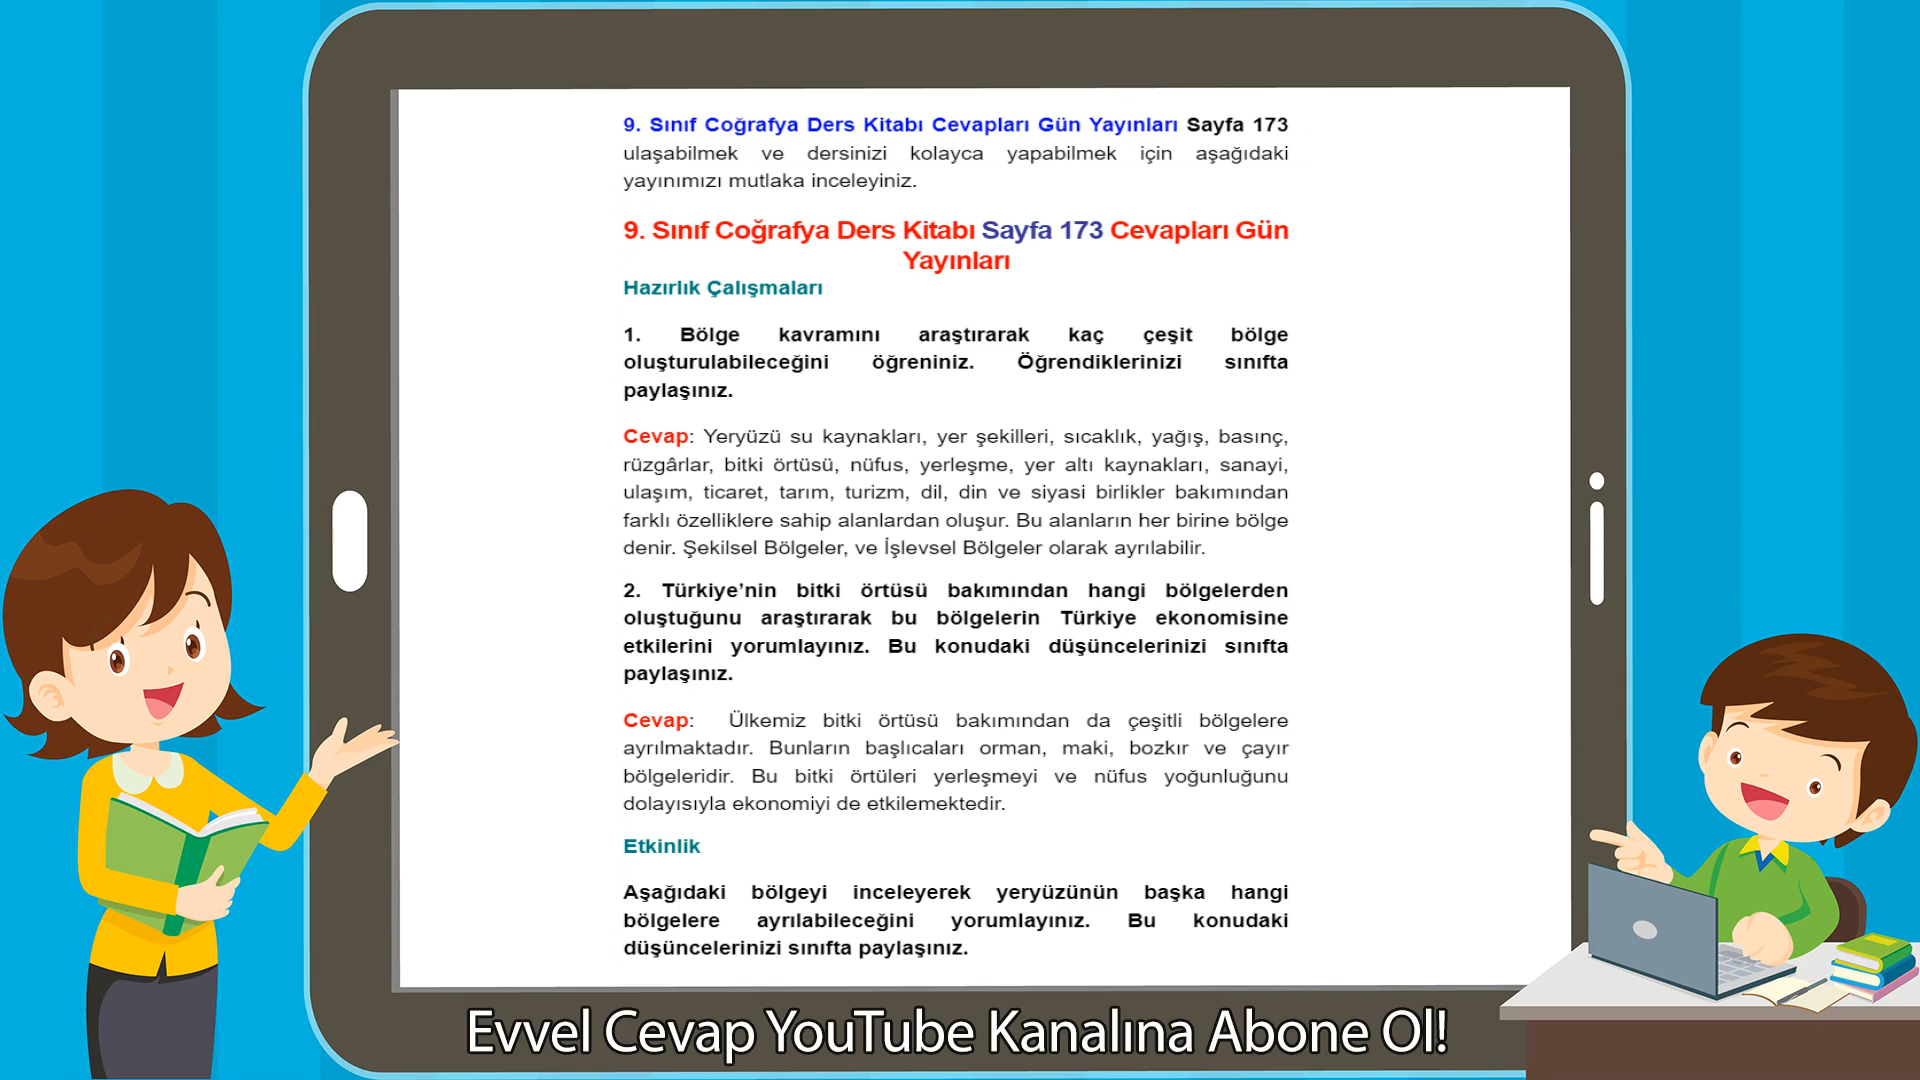 9. Sınıf Coğrafya Ders Kitabı Cevapları Gün Yayınları Sayfa 173
ulaşabilmek ve dersinizi kolayca yapabilmek için aşağıdaki
yayınımızı mutlaka inceleyiniz.
9. Sınıf Coğrafya Ders Kitabı Sayfa 173 Cevapları Gün
Yayınları
Hazırlık Çalışmaları
1. Bölge kavramını araştırarak kaç çeşit bölge
oluşturulabileceğini öğreniniz. Öğrendiklerinizi sınıfta
paylaşınız.
Cevap: Yeryüzü su kaynakları, yer şekilleri, sıcaklık, yağış, basınç,
rüzgârlar, bitki örtüsü, nüfus, yerleşme, yer altı kaynakları, sanayi,
ulaşım, ticaret, tarım, turizm, dil, din ve siyasi birlikler bakımından
farklı özelliklere sahip alanlardan oluşur. Bu alanların her birine bölge
denir. Şekilsel Bölgeler, ve İşlevsel Bölgeler olarak ayrılabilir.
2. Türkiye’nin bitki örtüsü bakımından hangi bölgelerden
oluştuğunu araştırarak bu bölgelerin Türkiye ekonomisine
etkilerini yorumlayınız. Bu konudaki düşüncelerinizi sınıfta
paylaşınız.
Cevap: Ülkemiz bitki örtüsü bakımından da çeşitli bölgelere
ayrılmaktadır. Bunların başlıcaları orman, maki, bozkır ve çayır
bölgeleridir. Bu bitki örtüleri yerleşmeyi ve nüfus yoğunluğunu
dolayısıyla ekonomiyi de etkilemektedir.
Etkinlik
Aşağıdaki bölgeyi inceleyerek yeryüzünün başka hangi
bölgelere ayrılabileceğini yorumlayınız. Bu konudaki
düşüncelerinizi sınıfta paylaşınız.
Evvel Cevap YouTube Kanalına Abone Ol!